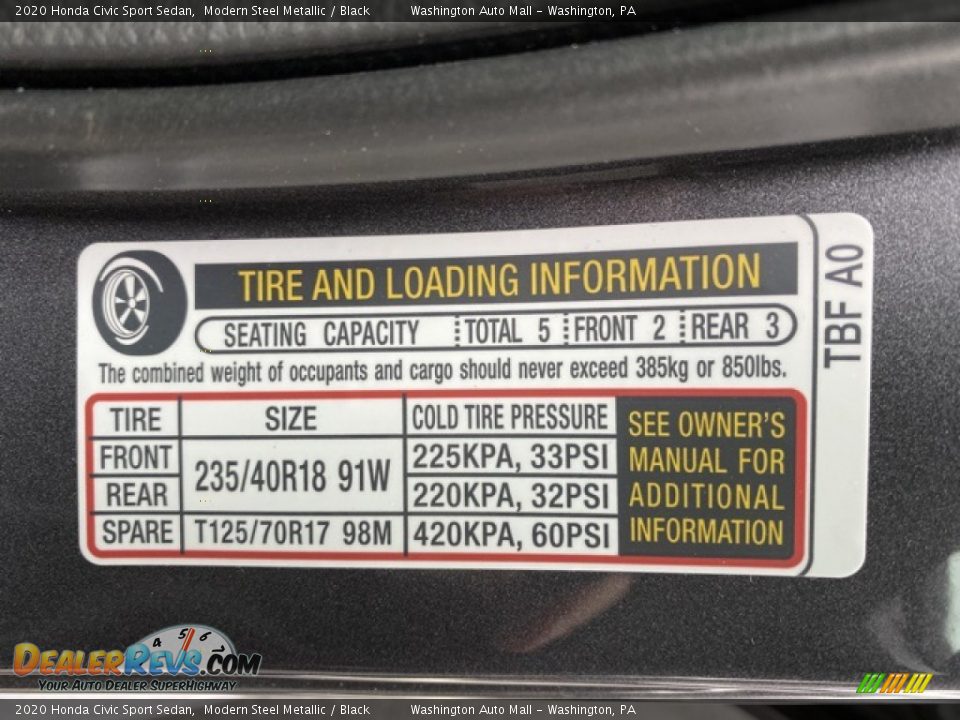 2020 Honda Civic Sport Sedan, Modern Steel Metallic / Black Washington Auto Mall - Washington, PA
TIRE AND LOADING INFORMATION
SEATING CAPACITY TOTAL 5 FRONT 2 REAR 3
The combined weight of occupants and cargo should never exceed 385kg or 850lbs.
TIRE SIZE COLD TIRE PRESSURE
FRONT 235/40R18 91W 225KPA, 33PSI
REAR 220KPA, 32PSI
SPARE T125/70R17 98M 420KPA, 60PSI
SEE OWNER'S
MANUAL FOR
ADDITIONAL
INFORMATION
TBF A0
4 5 6
DEALERREVS.COM
YOUR AUTO DEALER SUPERHIGHWAY
2020 Honda Civic Sport Sedan, Modern Steel Metallic / Black Washington Auto Mall - Washington, PA